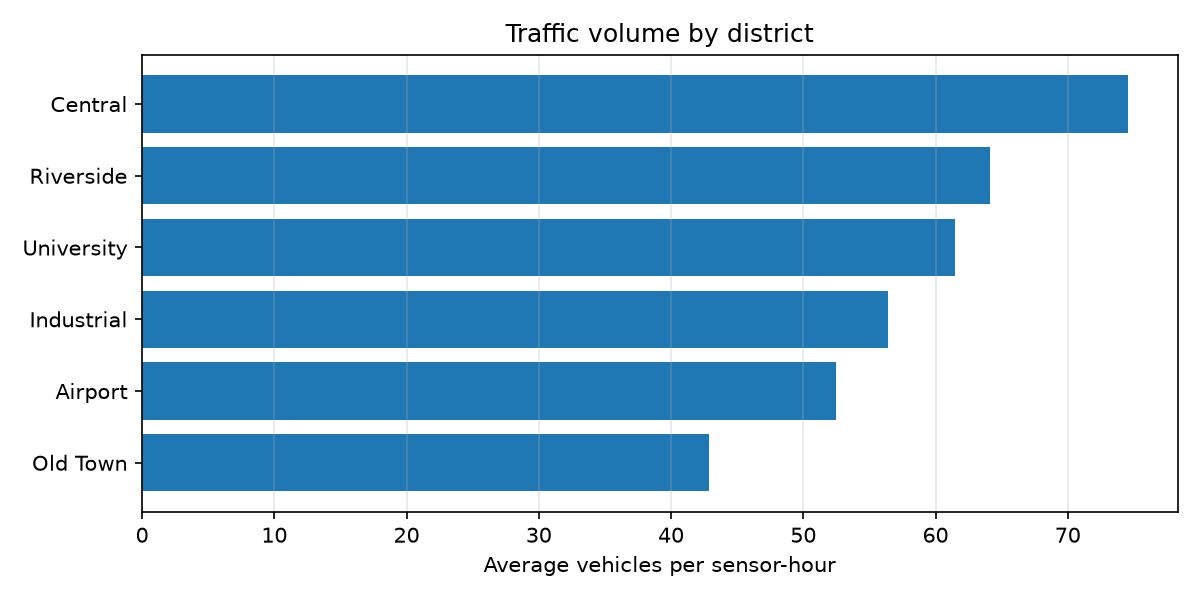 Traffic volume by district
Central
Riverside
University
Industrial
Airport
Old Town
0 10 20 30 40 50 60 70
Average vehicles per sensor-hour